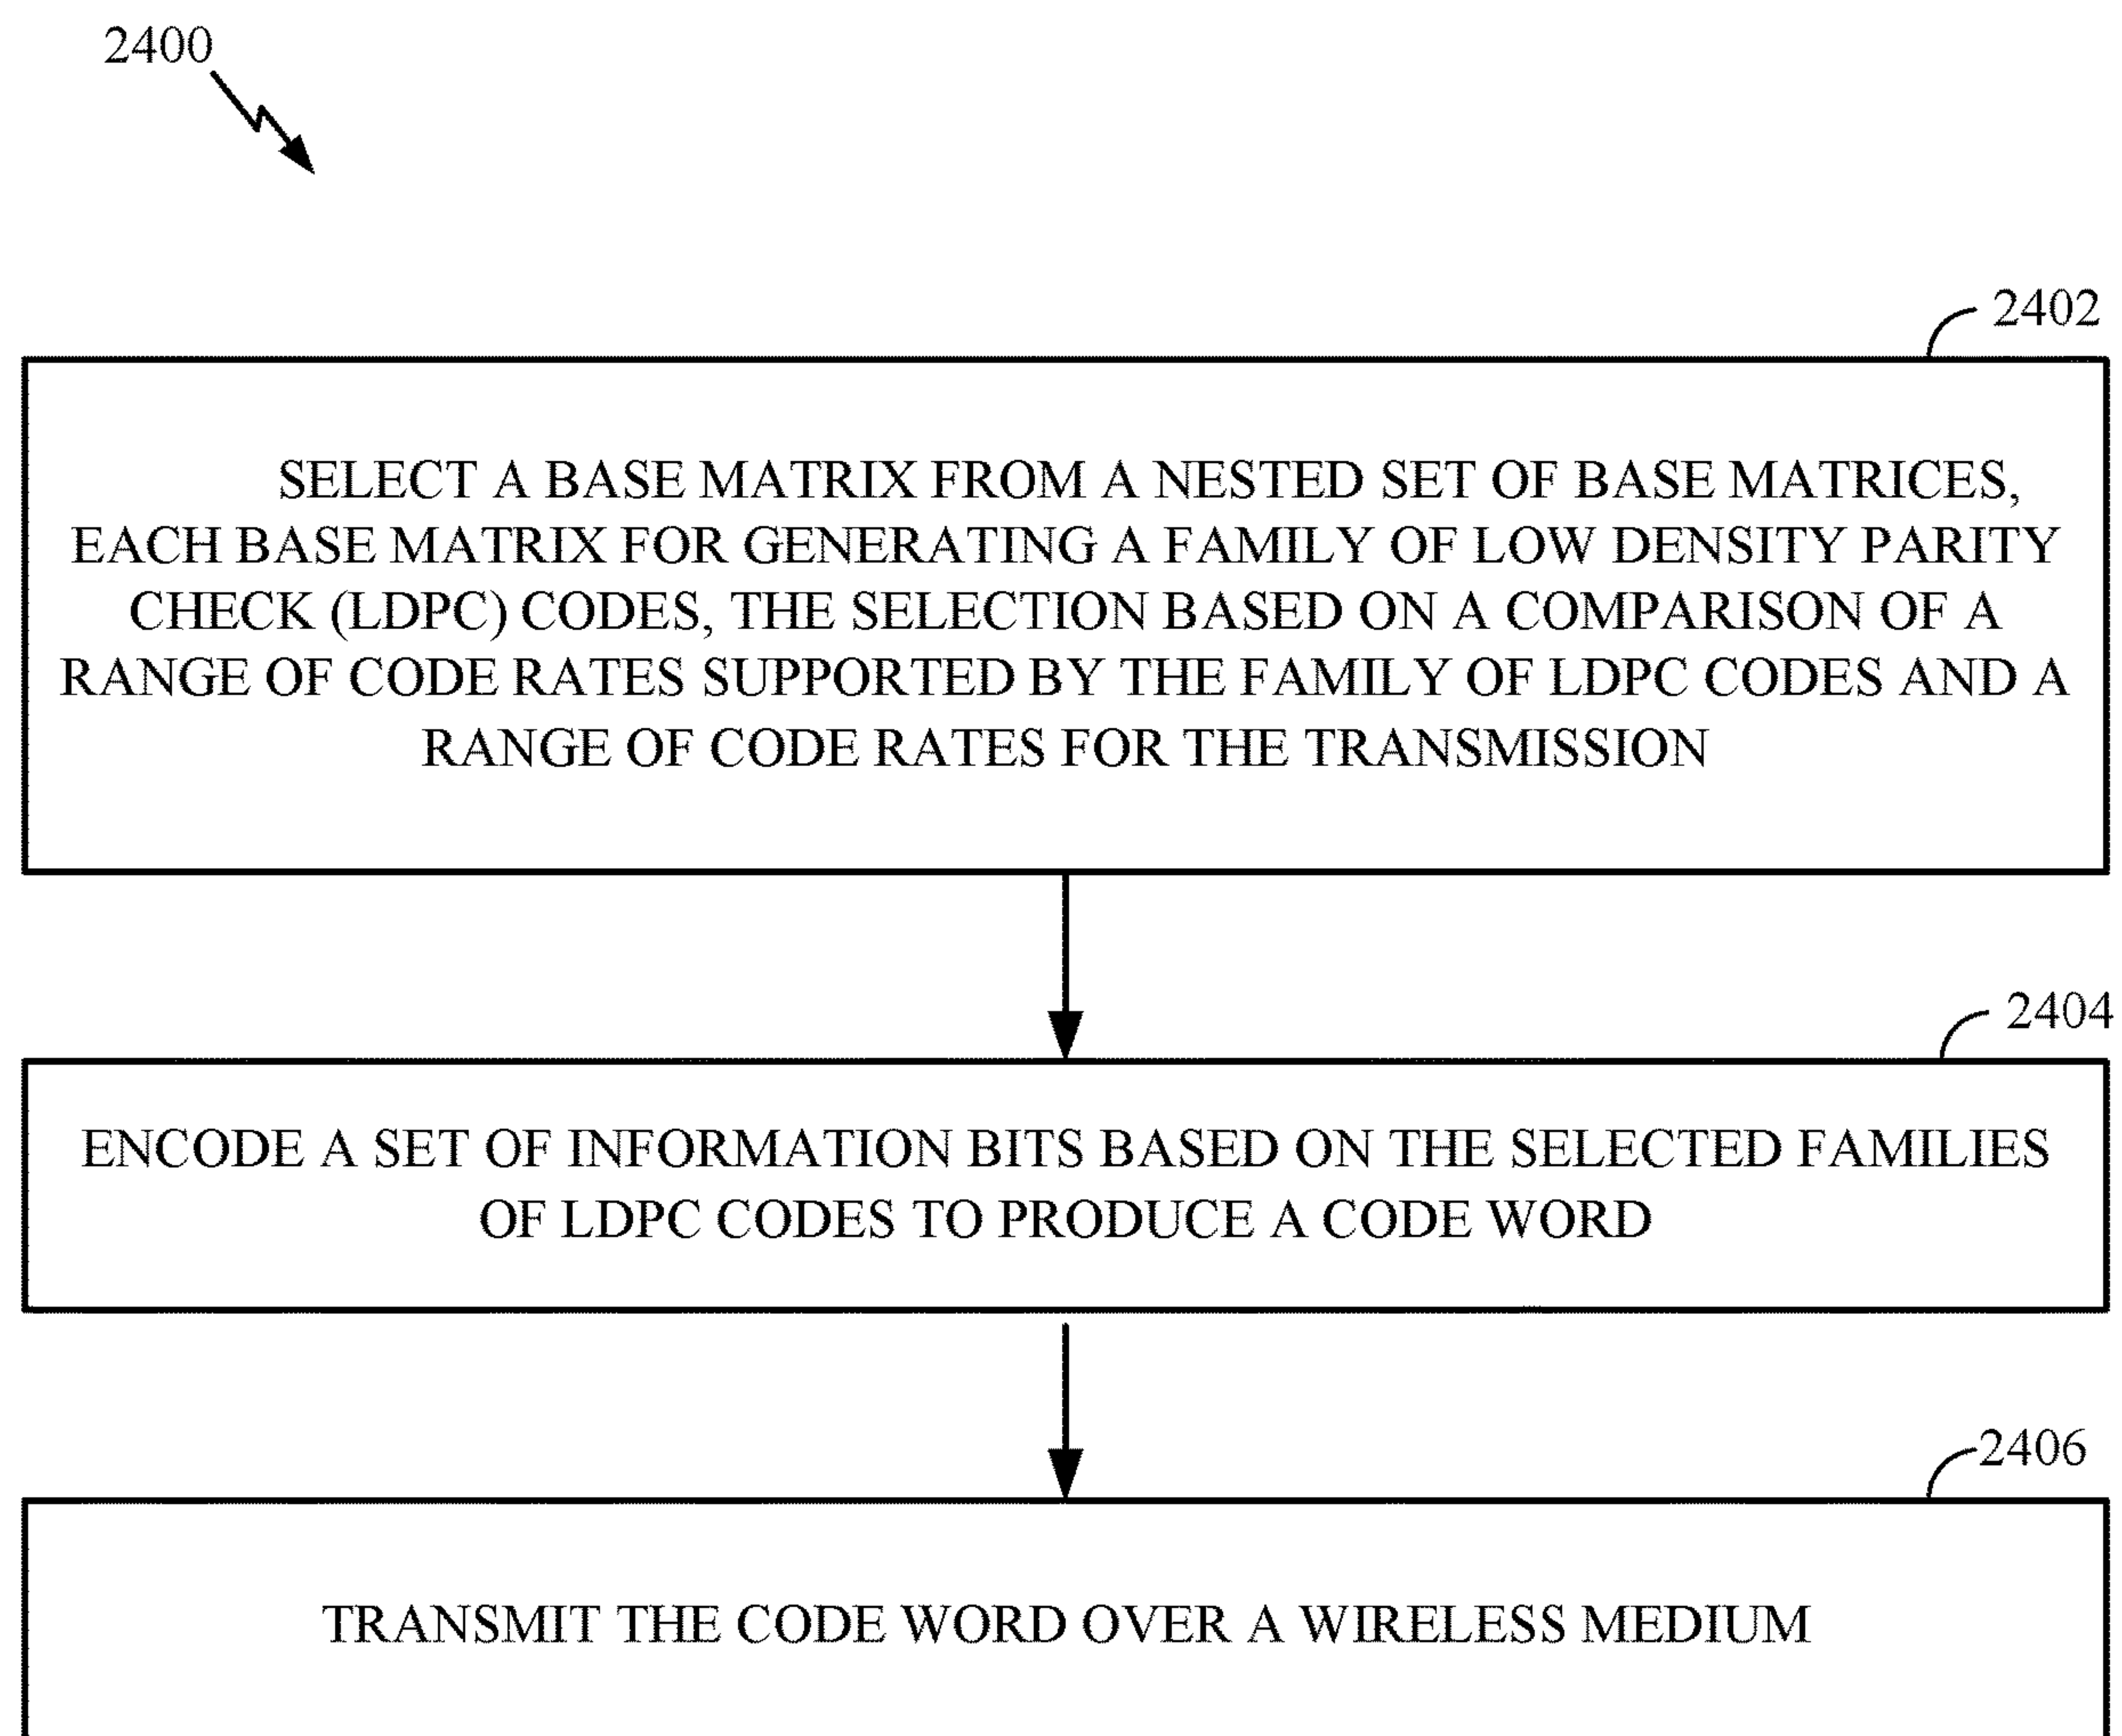 2400
2402
SELECT A BASE MATRIX FROM A NESTED SET OF BASE MATRICES,
EACH BASE MATRIX FOR GENERATING A FAMILY OF LOW DENSITY PARITY
CHECK (LDPC) CODES, THE SELECTION BASED ON A COMPARISON OF A
RANGE OF CODE RATES SUPPORTED BY THE FAMILY OF LDPC CODES AND A
RANGE OF CODE RATES FOR THE TRANSMISSION
2404
ENCODE A SET OF INFORMATION BITS BASED ON THE SELECTED FAMILIES
OF LDPC CODES TO PRODUCE A CODE WORD
2406
TRANSMIT THE CODE WORD OVER A WIRELESS MEDIUM